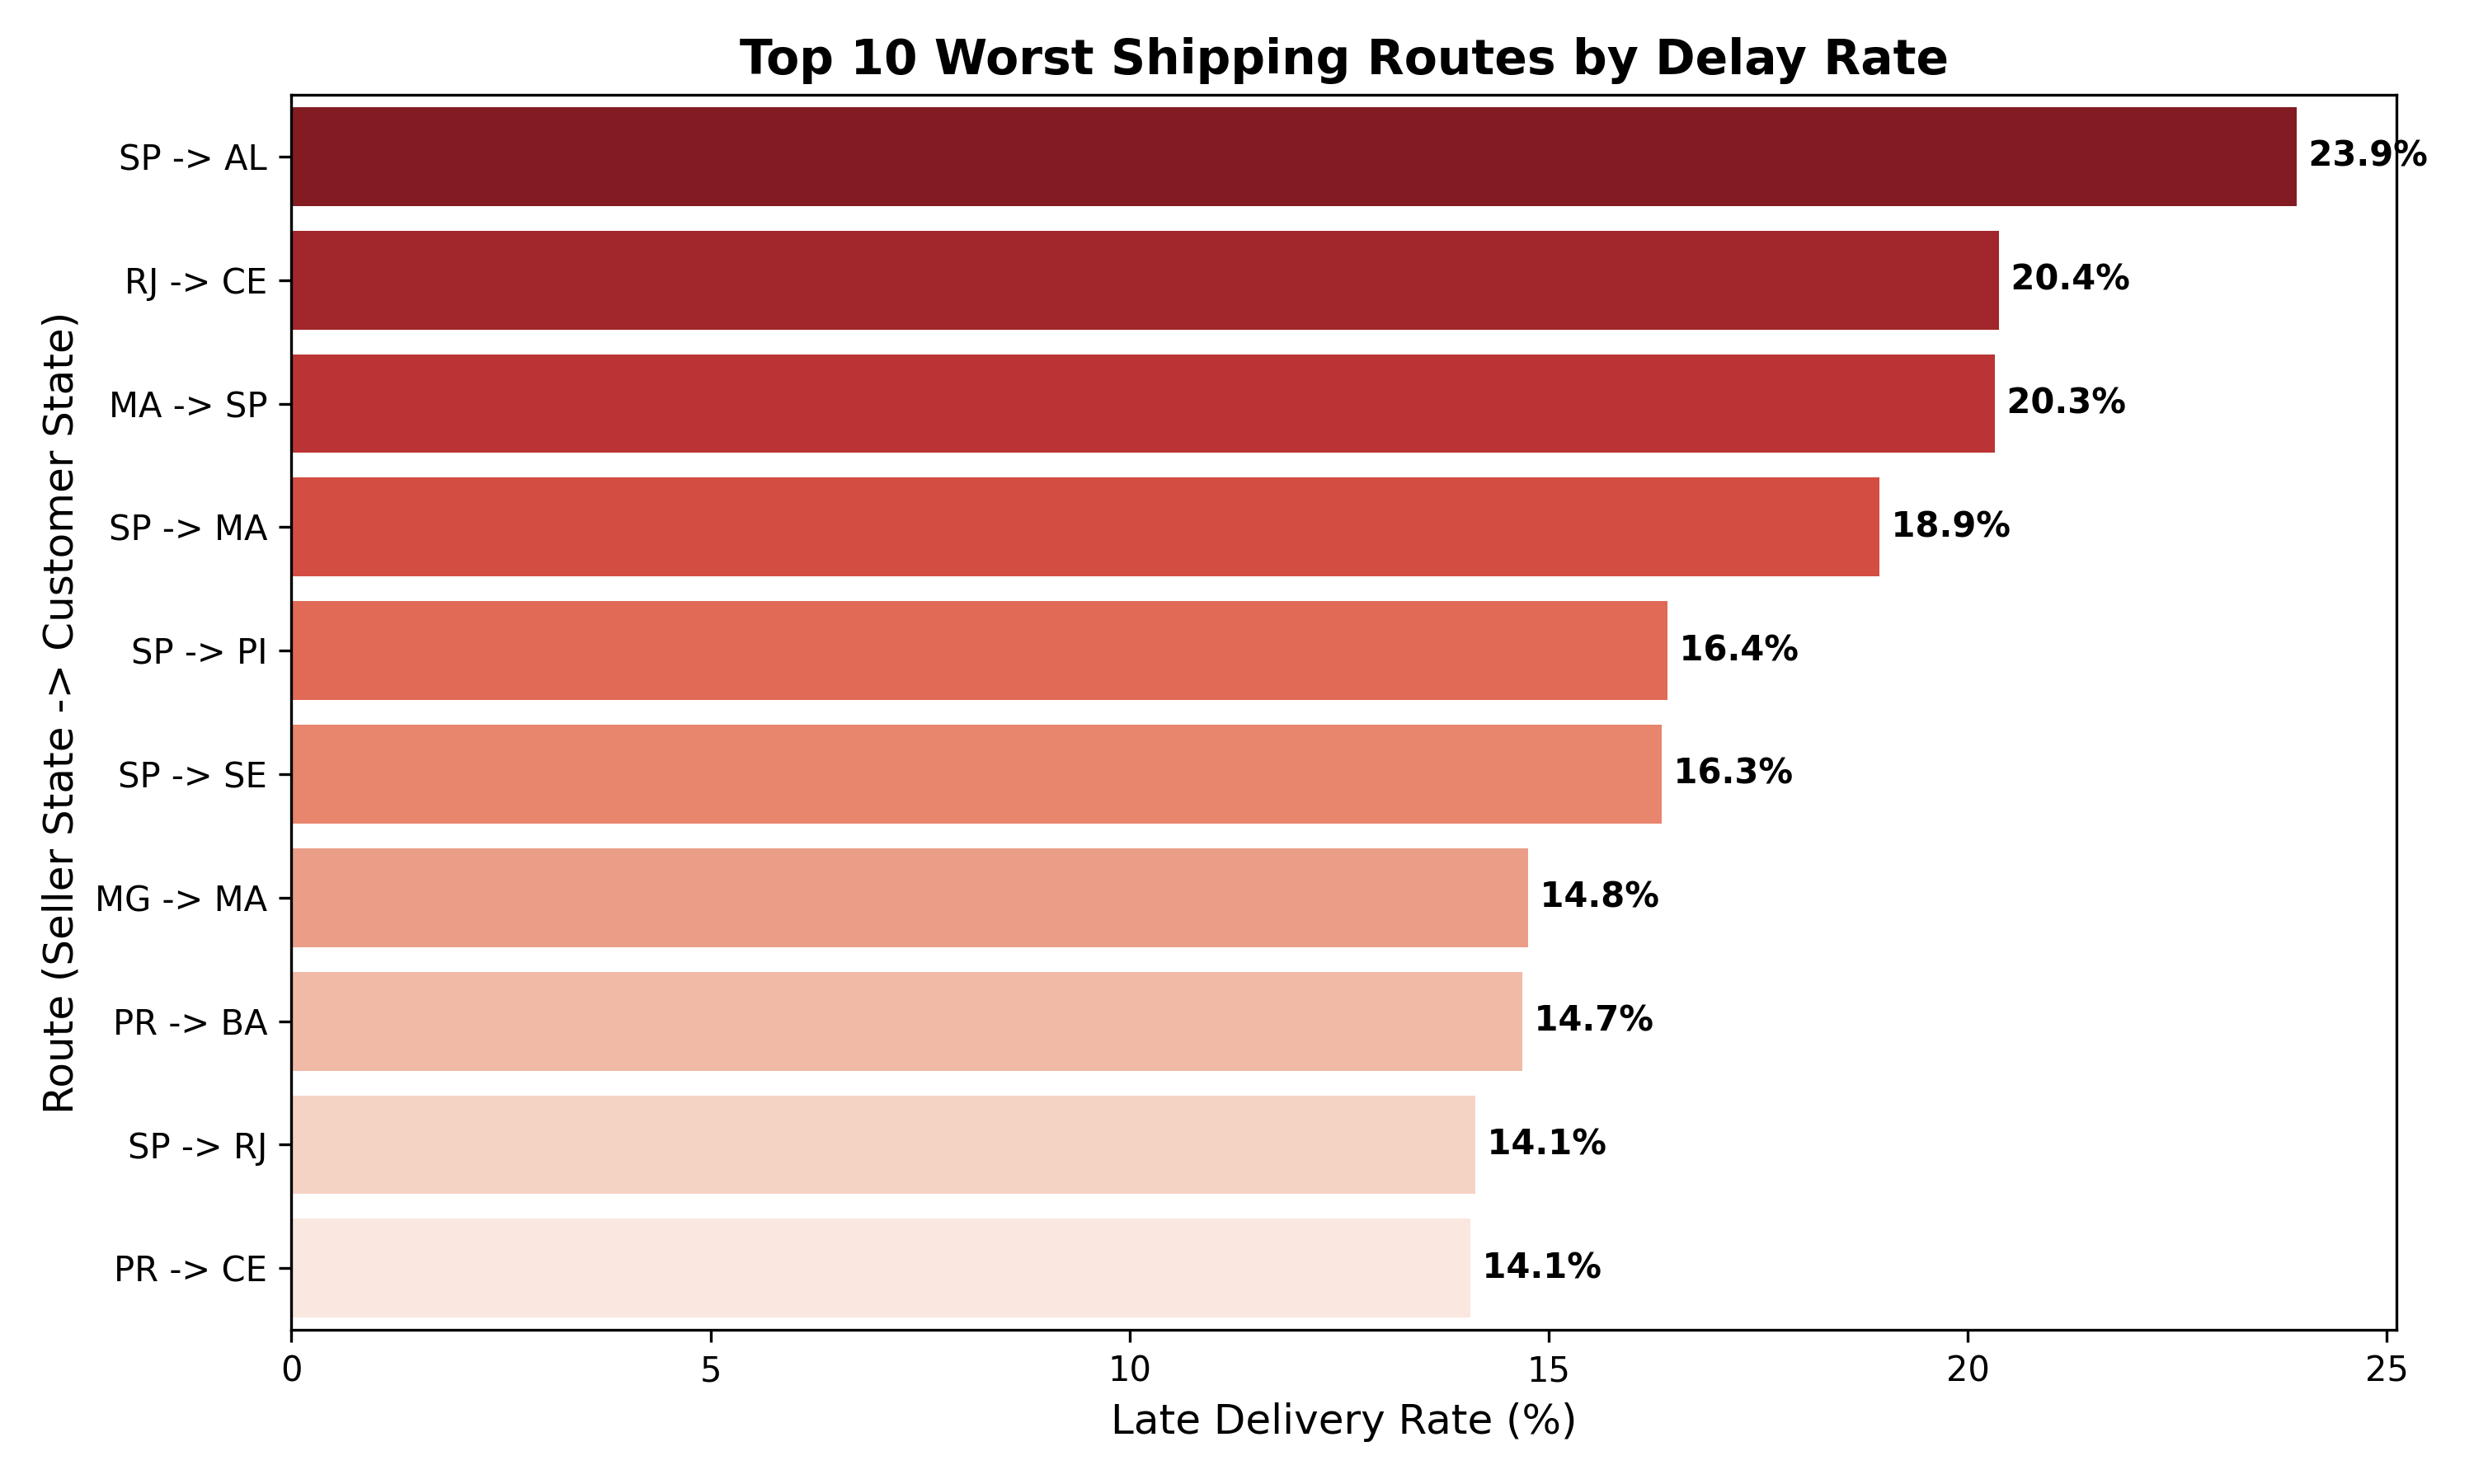 Top 10 Worst Shipping Routes by Delay Rate
Route (Seller State -> Customer State)
SP -> AL 23.9%
RJ -> CE 20.4%
MA -> SP 20.3%
SP -> MA 18.9%
SP -> PI 16.4%
SP -> SE 16.3%
MG -> MA 14.8%
PR -> BA 14.7%
SP -> RJ 14.1%
PR -> CE 14.1%
0 5 10 15 20 25
Late Delivery Rate (%)